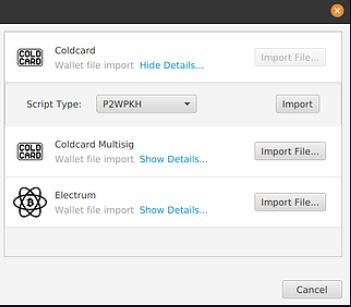 COLD
CARD
Coldcard
Wallet file import Hide Details...
Import File...
Script Type: P2WPKH
Import
COLD
CARD
Coldcard Multisig
Wallet file import Show Details...
Import File...
Electrum
Wallet file import Show Details...
Import File...
Cancel